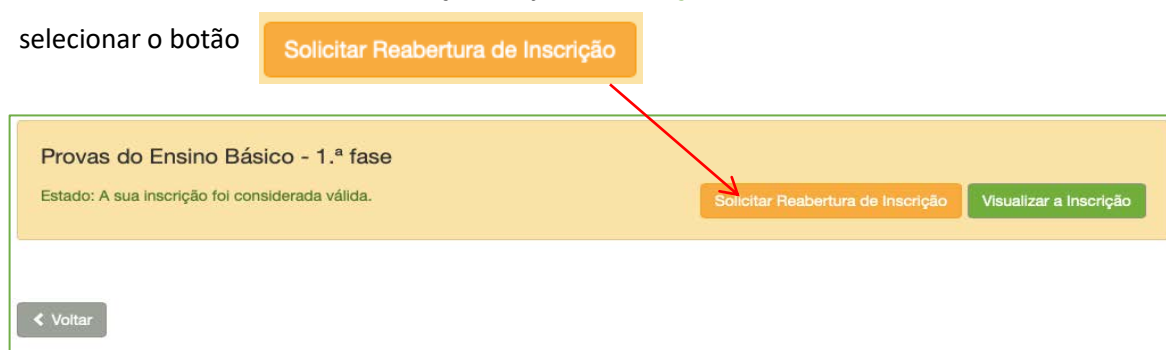 selecionar o botão Solicitar Reabertura de Inscrição
Provas do Ensino Básico - 1.ª fase
Estado: A sua inscrição foi considerada válida.
Solicitar Reabertura de Inscrição Visualizar a Inscrição
Voltar